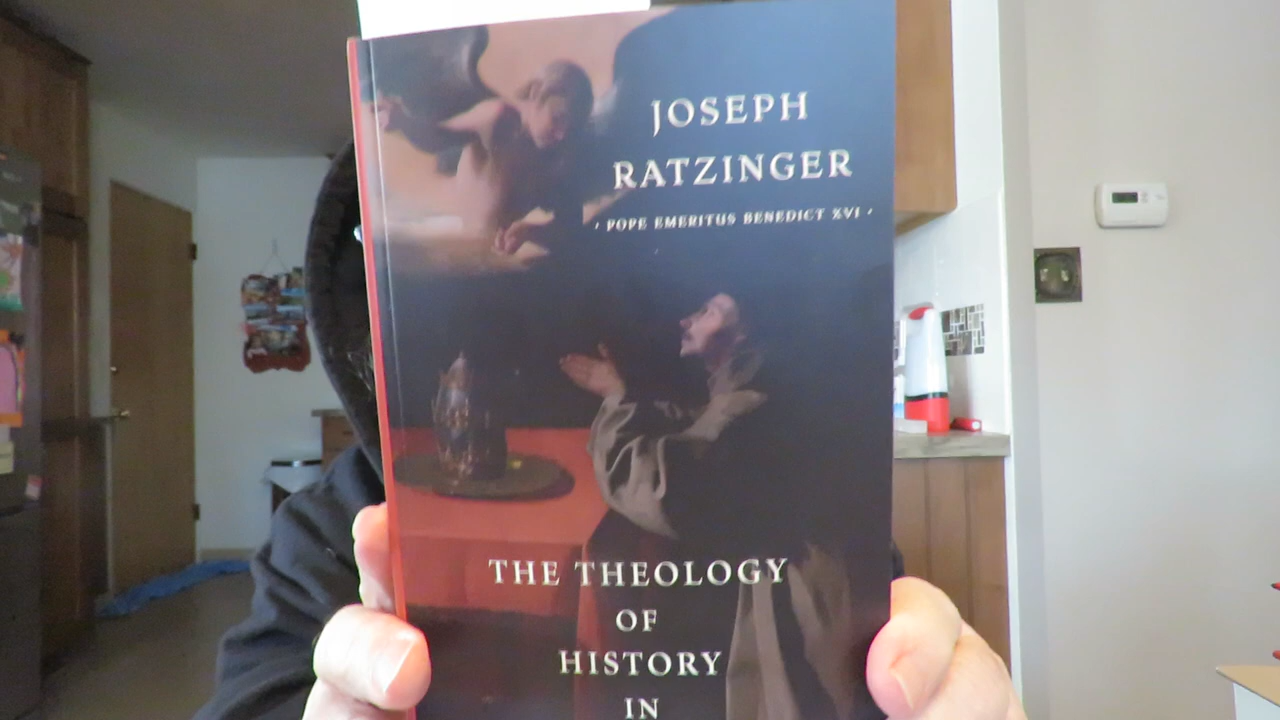 JOSEPH
RATZINGER
· POPE EMERITUS BENEDICT XVI ·
THE THEOLOGY
OF
HISTORY
IN